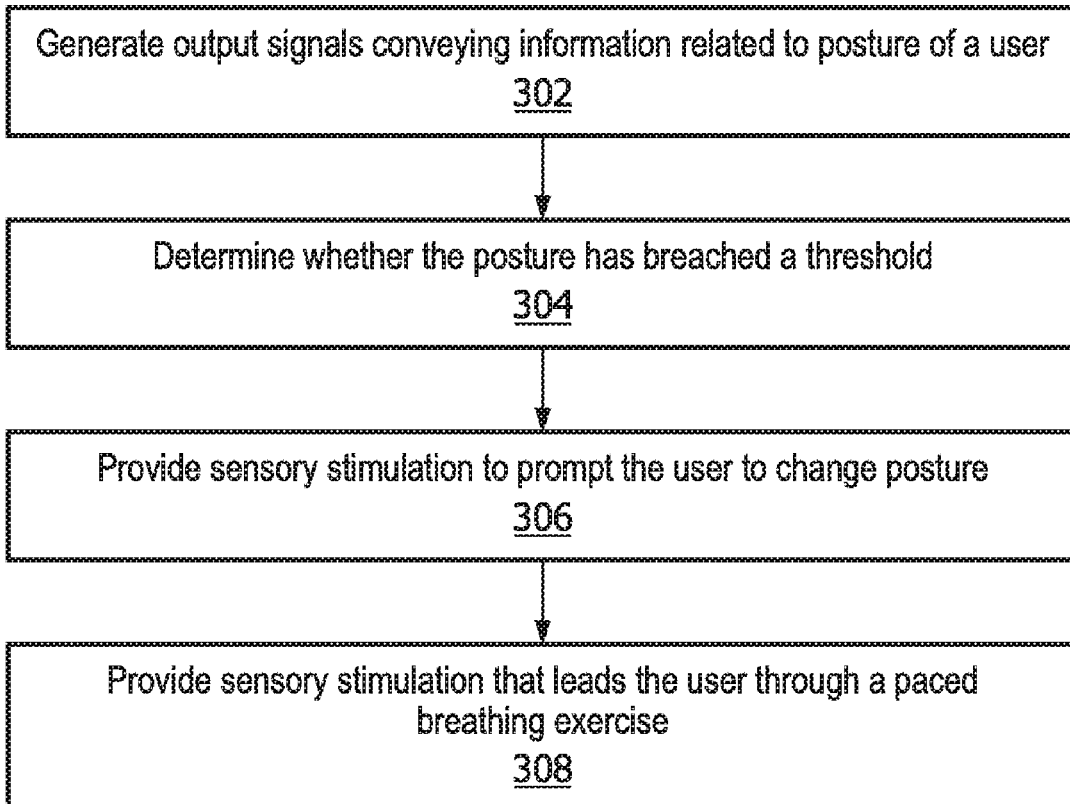 Generate output signals conveying information related to posture of a user
302
Determine whether the posture has breached a threshold
304
Provide sensory stimulation to prompt the user to change posture
306
Provide sensory stimulation that leads the user through a paced
breathing exercise
308